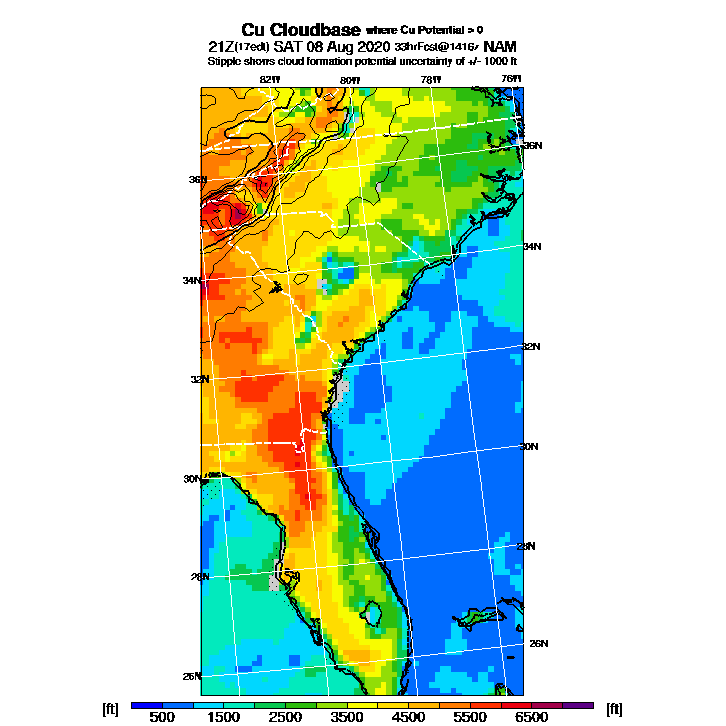 Cu Cloudbase where Cu Potential > 0
21Z(17edt) SAT 08 Aug 2020 33hrFcst@1416z NAM
Stipple shows cloud formation potential uncertainty of +/- 1000 ft
82W 80W 78W 76W
36N
36N
34N
34N
32N
32N
30N
30N
28N
28N
26N
26N
[ft] 500 1500 2500 3500 4500 5500 6500 [ft]